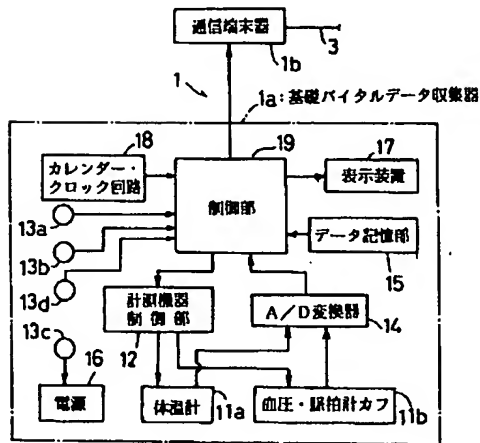 通信端末器
3
1b
1
1a：基礎バイタルデータ収集器
18
19
17
カレンダー・
クロック回路
制御部
表示装置
13a
13b
13d
データ記憶部
15
計測機器
制御部
12
A/D変換器
14
13c
16
電源
体温計
11a
血圧・脈拍計カフ
11b